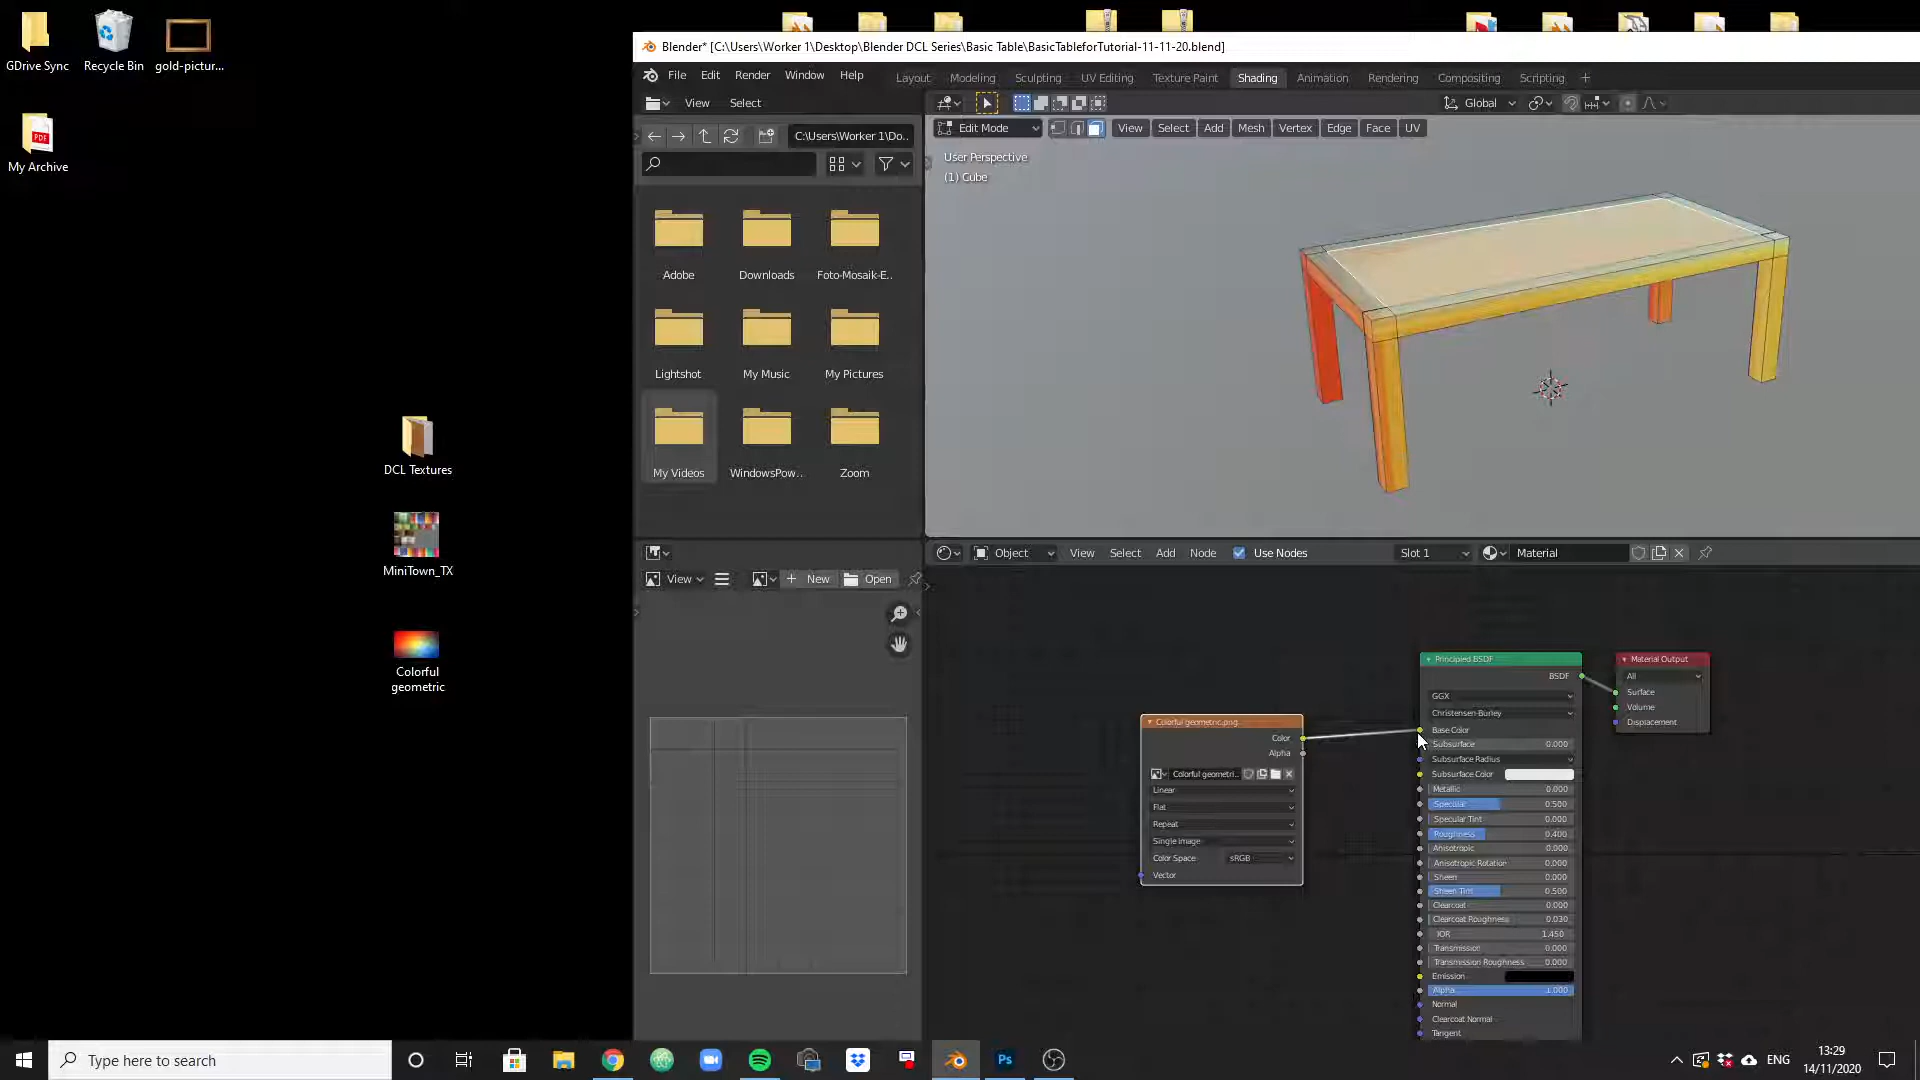 GDrive Sync
Recycle Bin
gold-pictur...
My Archive
DCL Textures
MiniTown_TX
Colorful
geometric
Blender* [C:\Users\Worker 1\Desktop\Blender DCL Series\Basic Table\BasicTableforTutorial-11-11-20.blend]
File Edit Render Window Help
Layout Modeling Sculpting UV Editing Texture Paint Shading Animation Rendering Compositing Scripting
View Select
Global
C:\Users\Worker 1\Do..
Edit Mode View Select Add Mesh Vertex Edge Face UV
User Perspective
(1) Cube
Adobe Downloads Foto-Mosaik-E..
Lightshot My Music My Pictures
My Videos WindowsPow.. Zoom
View New Open
Object View Select Add Node Use Nodes Slot 1 Material
Colorful geometric.png
Color
Alpha
Colorful geometri..
Linear
Flat
Repeat
Single Image
Color Space sRGB
Vector
Principled BSDF
BSDF
GGX
Christensen-Burley
Base Color
Subsurface 0.000
Subsurface Radius
Subsurface Color
Metallic 0.000
Specular 0.500
Specular Tint 0.000
Roughness 0.400
Anisotropic 0.000
Anisotropic Rotation 0.000
Sheen 0.000
Sheen Tint 0.500
Clearcoat 0.000
Clearcoat Roughness 0.030
IOR 1.450
Transmission 0.000
Transmission Roughness 0.000
Emission
Alpha 1.000
Normal
Clearcoat Normal
Tangent
Material Output
All
Surface
Volume
Displacement
Type here to search
Ps
ENG
13:29
14/11/2020